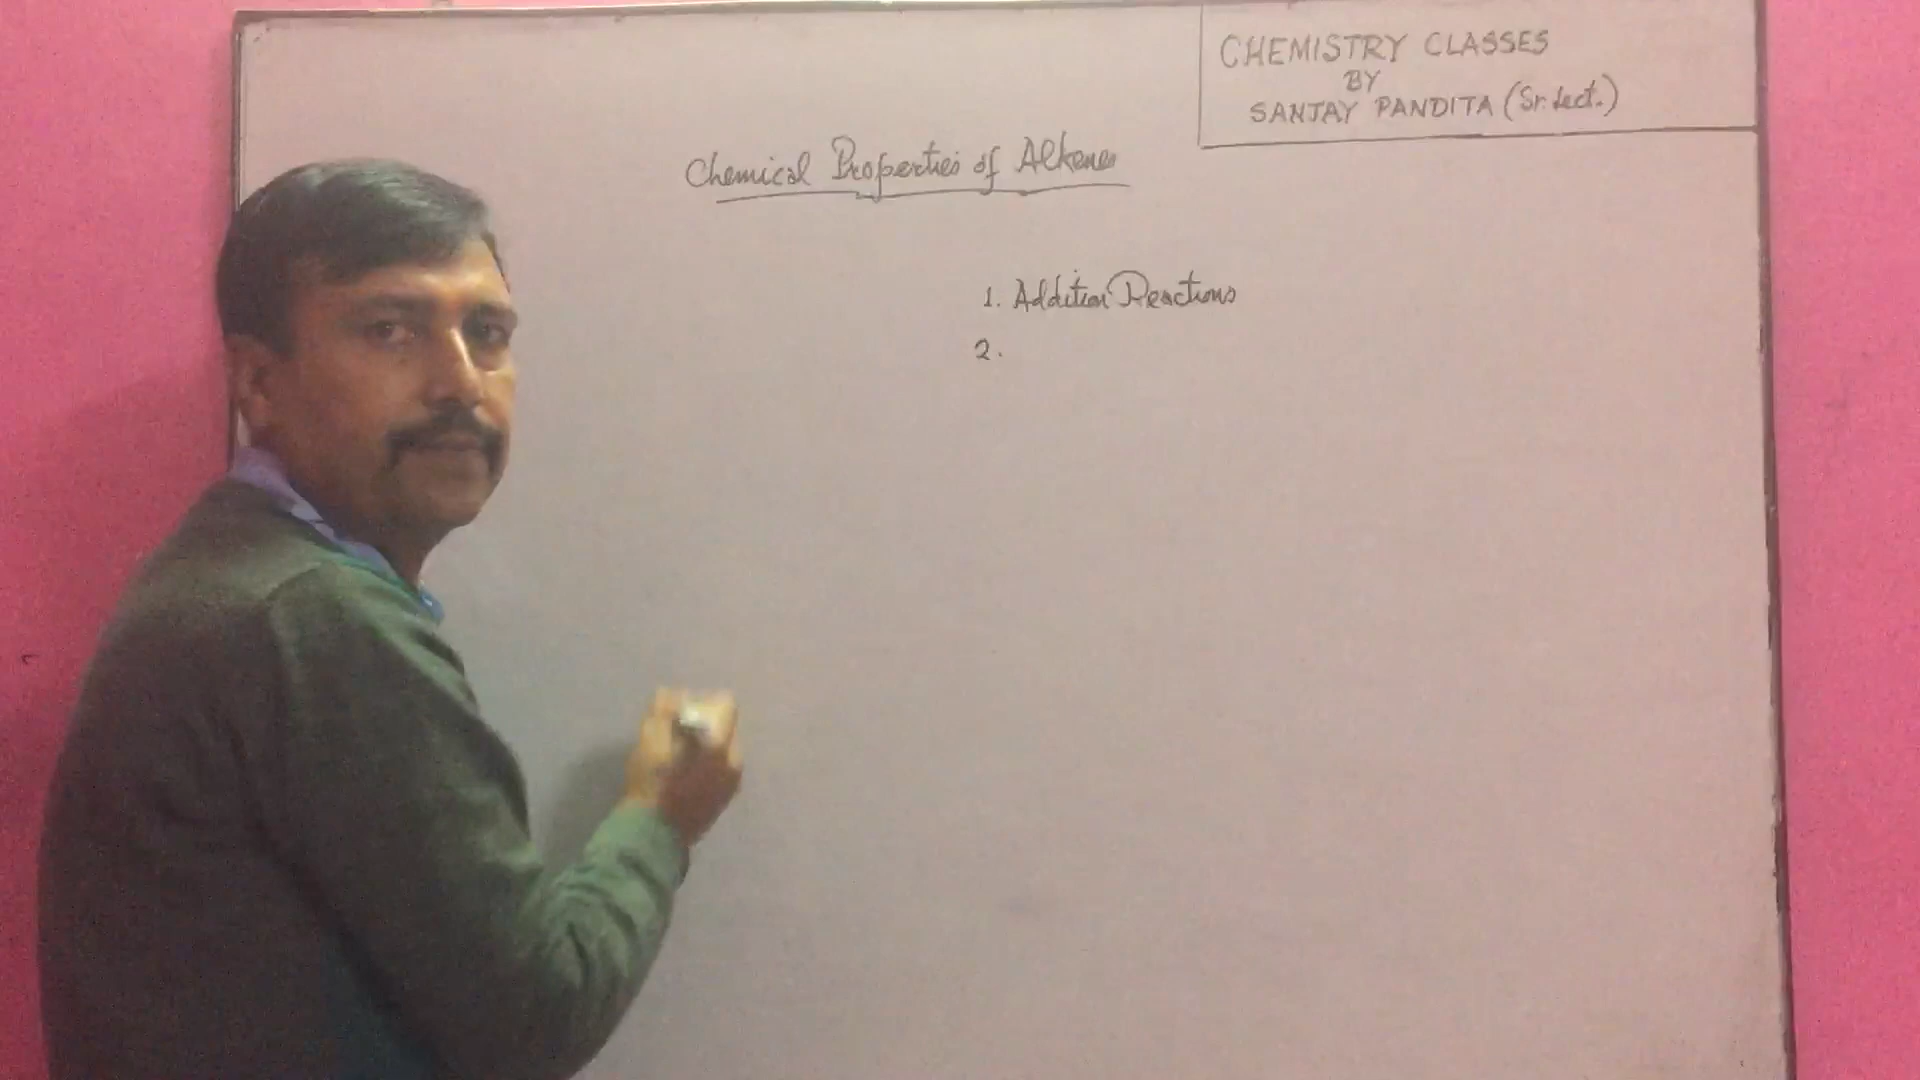 CHEMISTRY CLASSES
BY
SANJAY PANDITA (Sr. Lect.)
Chemical Properties of Alkenes
1. Addition Reactions
2.